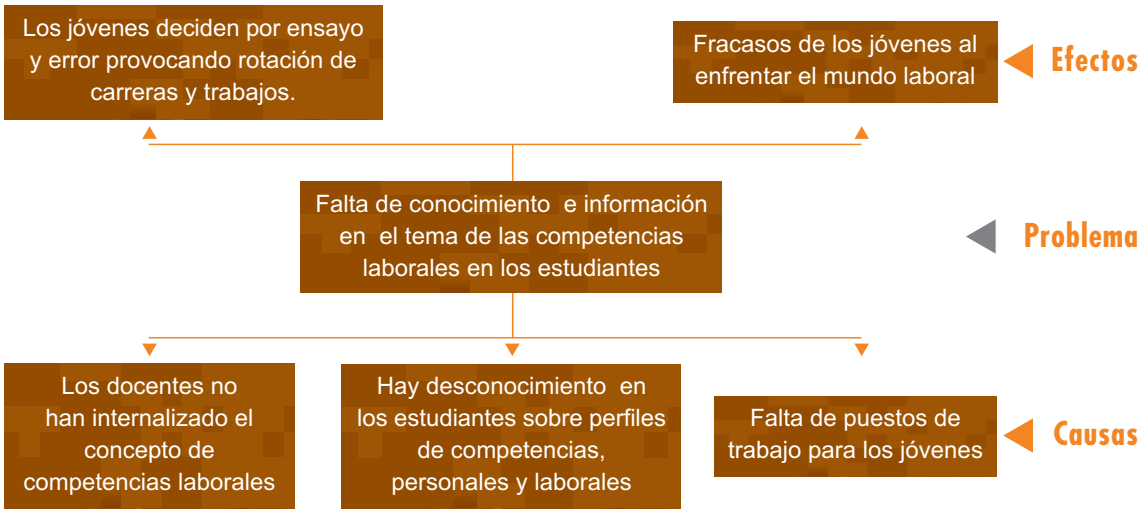 Los jóvenes deciden por ensayo
y error provocando rotación de
carreras y trabajos.
Fracasos de los jóvenes al
enfrentar el mundo laboral
Efectos
Falta de conocimiento e información
en el tema de las competencias
laborales en los estudiantes
Problema
Los docentes no
han internalizado el
concepto de
competencias laborales
Hay desconocimiento en
los estudiantes sobre perfiles
de competencias,
personales y laborales
Falta de puestos de
trabajo para los jóvenes
Causas